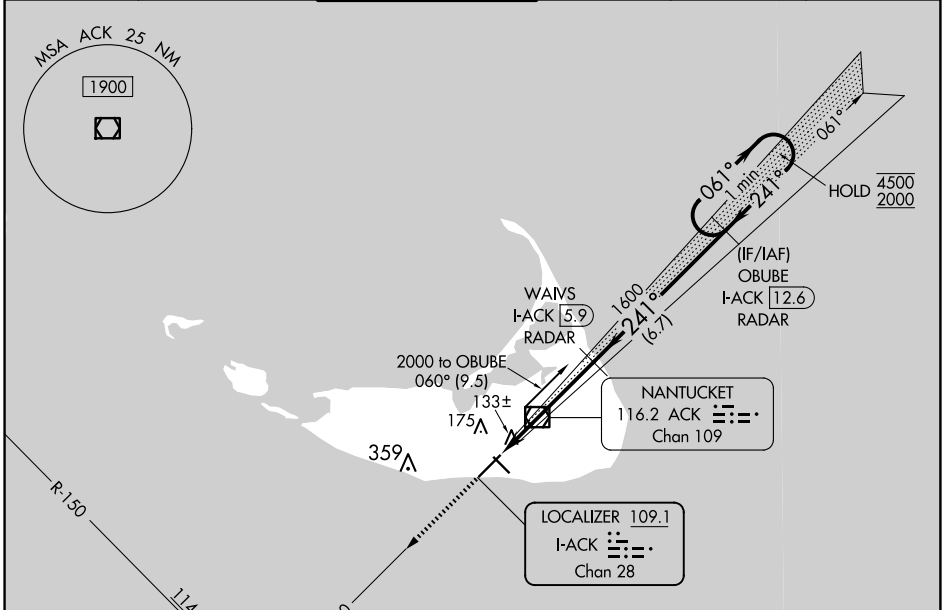 MSA ACK 25 NM
1900
061°
061°
1 min
241°
HOLD 4500
2000
(IF/IAF)
OBUBE
I-ACK 12.6
RADAR
WAIVS
I-ACK 5.9
RADAR
1600
241°
(6.7)
2000 to OBUBE
060° (9.5)
133±
175
359
NANTUCKET
116.2 ACK
Chan 109
LOCALIZER 109.1
I-ACK
Chan 28
R-150
114